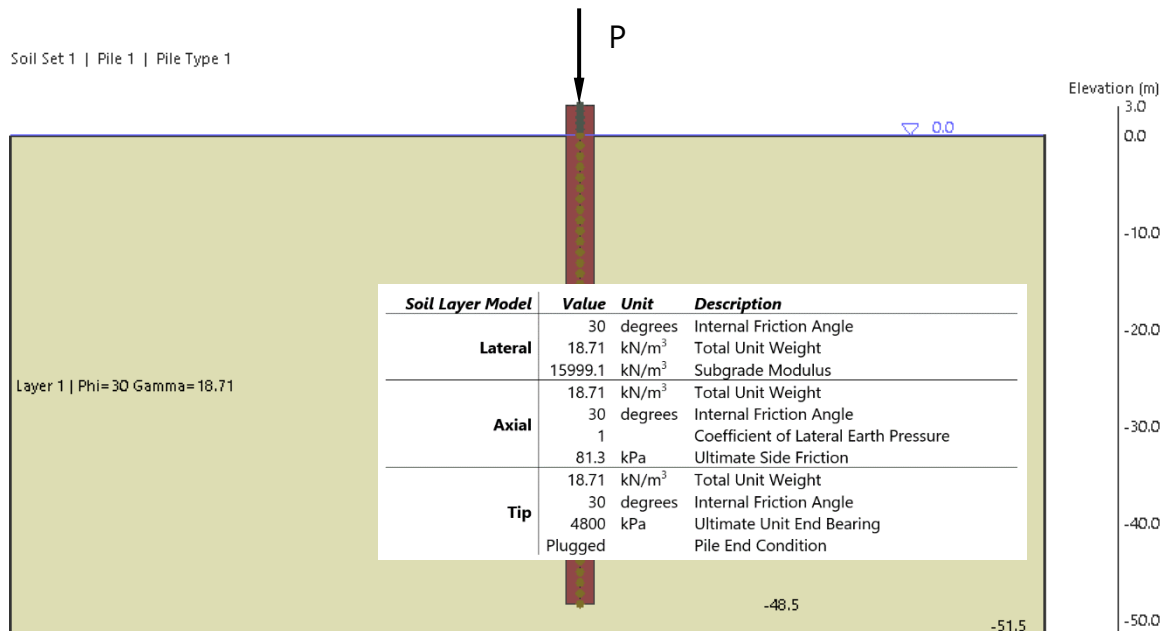 P
Soil Set 1 | Pile 1 | Pile Type 1
Elevation (m)
3.0
0.0
0.0
-10.0
Soil Layer Model Value Unit Description
Lateral
30 degrees Internal Friction Angle
18.71 kN/m³ Total Unit Weight
15999.1 kN/m³ Subgrade Modulus
Axial
18.71 kN/m³ Total Unit Weight
30 degrees Internal Friction Angle
1 Coefficient of Lateral Earth Pressure
81.3 kPa Ultimate Side Friction
Tip
18.71 kN/m³ Total Unit Weight
30 degrees Internal Friction Angle
4800 kPa Ultimate Unit End Bearing
Plugged Pile End Condition
Layer 1 | Phi=30 Gamma=18.71
-20.0
-30.0
-40.0
-48.5
-51.5
-50.0